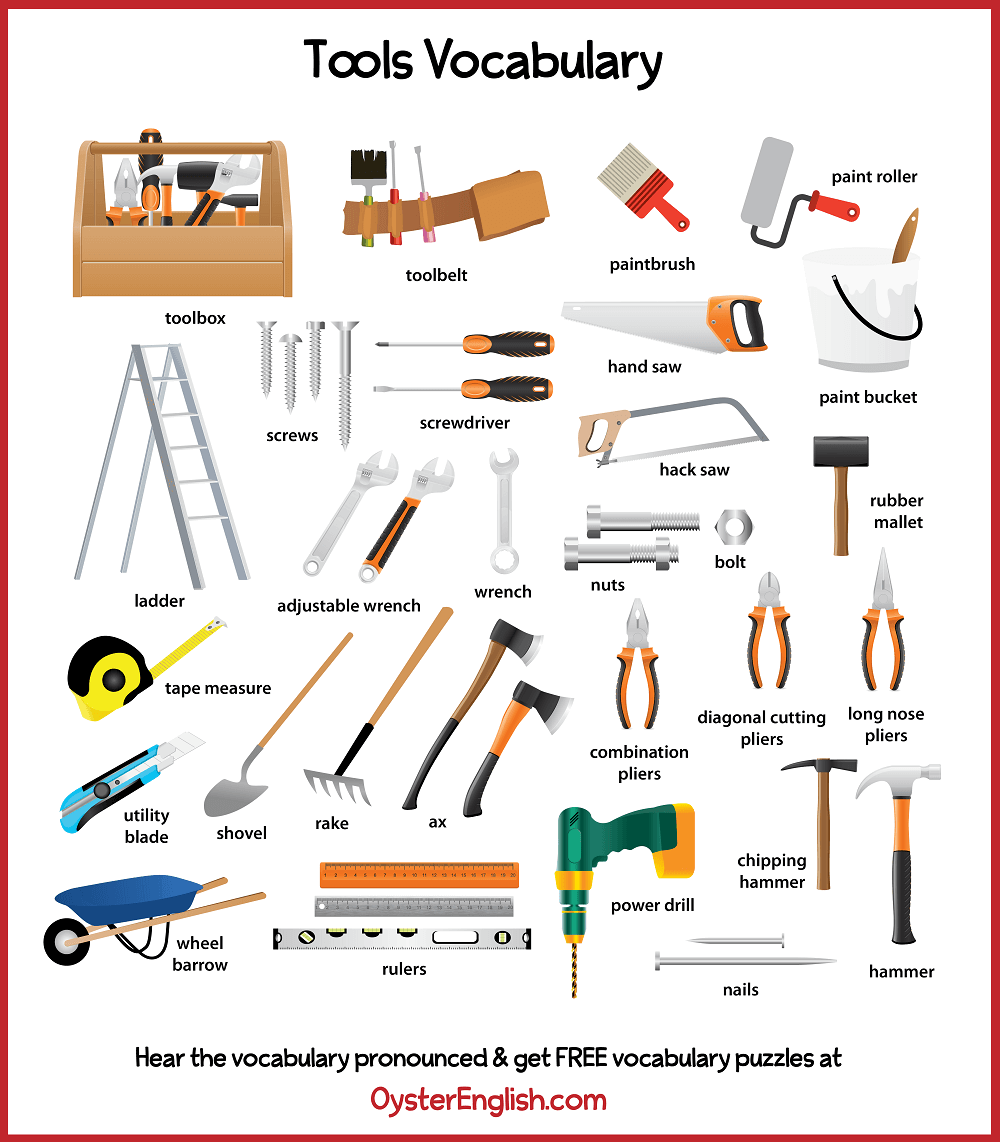 Tools Vocabulary
toolbox
toolbelt
paintbrush
paint roller
screws
screwdriver
hand saw
paint bucket
hack saw
rubber
mallet
ladder
adjustable wrench
wrench
nuts
bolt
tape measure
combination
pliers
diagonal cutting
pliers
long nose
pliers
utility
blade
shovel
rake
ax
chipping
hammer
power drill
wheel
barrow
rulers
nails
hammer
Hear the vocabulary pronounced & get FREE vocabulary puzzles at
OysterEnglish.com